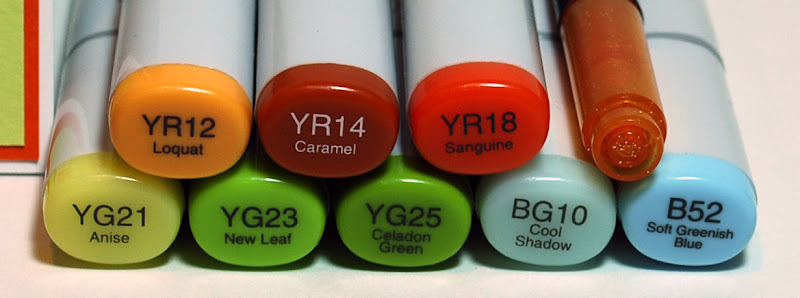 YR12
Loquat
YR14
Caramel
YR18
Sanguine
YG21
Anise
YG23
New Leaf
YG25
Celadon
Green
BG10
Cool
Shadow
B52
Soft Greenish
Blue